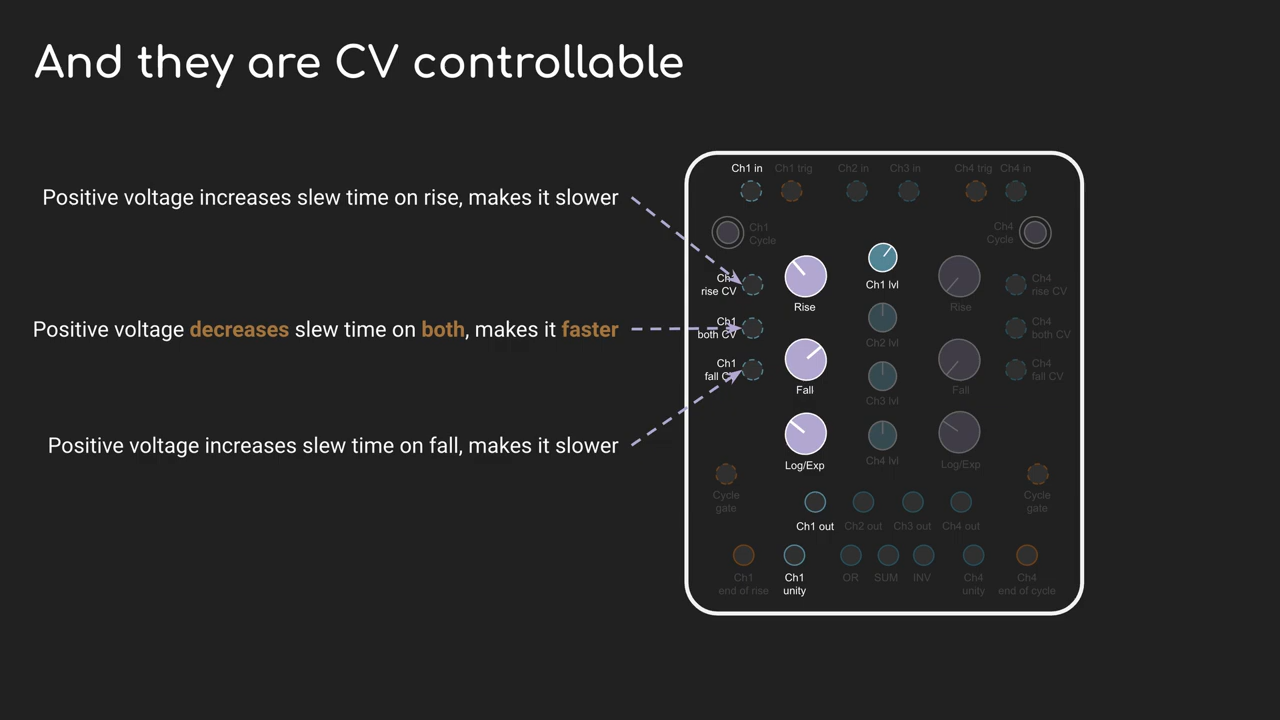 And they are CV controllable
Positive voltage increases slew time on rise, makes it slower
Positive voltage decreases slew time on both, makes it faster
Positive voltage increases slew time on fall, makes it slower
Ch1 in
Ch1 trig
Ch2 in
Ch3 in
Ch4 trig
Ch4 in
Ch1
Cycle
Ch4
Cycle
Ch1
rise CV
Rise
Ch1 lvl
Rise
Ch4
rise CV
Ch1
both CV
Ch2 lvl
Ch4
both CV
Ch1
fall CV
Fall
Ch3 lvl
Fall
Ch4
fall CV
Log/Exp
Ch4 lvl
Log/Exp
Cycle
gate
Cycle
gate
Ch1 out
Ch2 out
Ch3 out
Ch4 out
Ch1
end of rise
Ch1
unity
OR
SUM
INV
Ch4
unity
Ch4
end of cycle